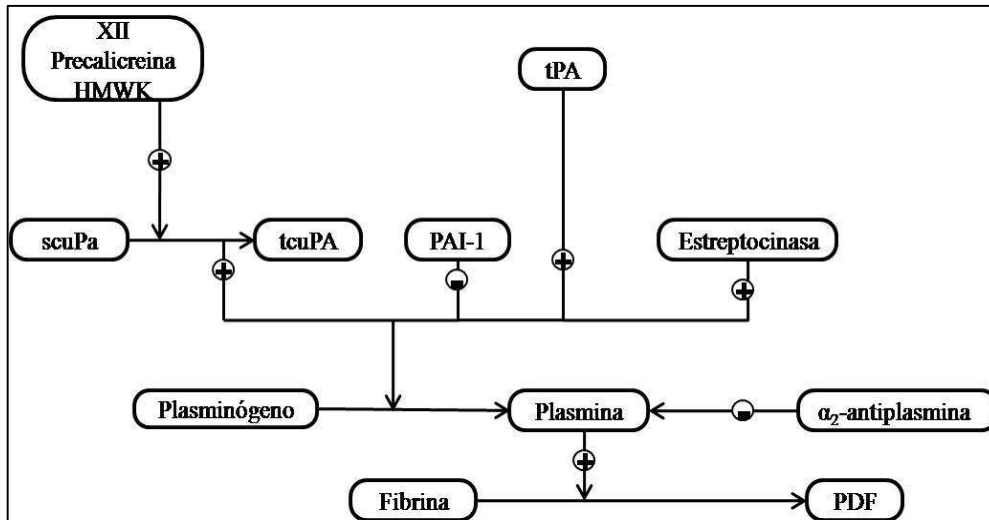 XII
Precalicreina
HMWK
tPA
scuPa
tcuPA
PAI-1
Estreptocinasa
Plasminógeno
Plasmina
α₂-antiplasmina
Fibrina
PDF